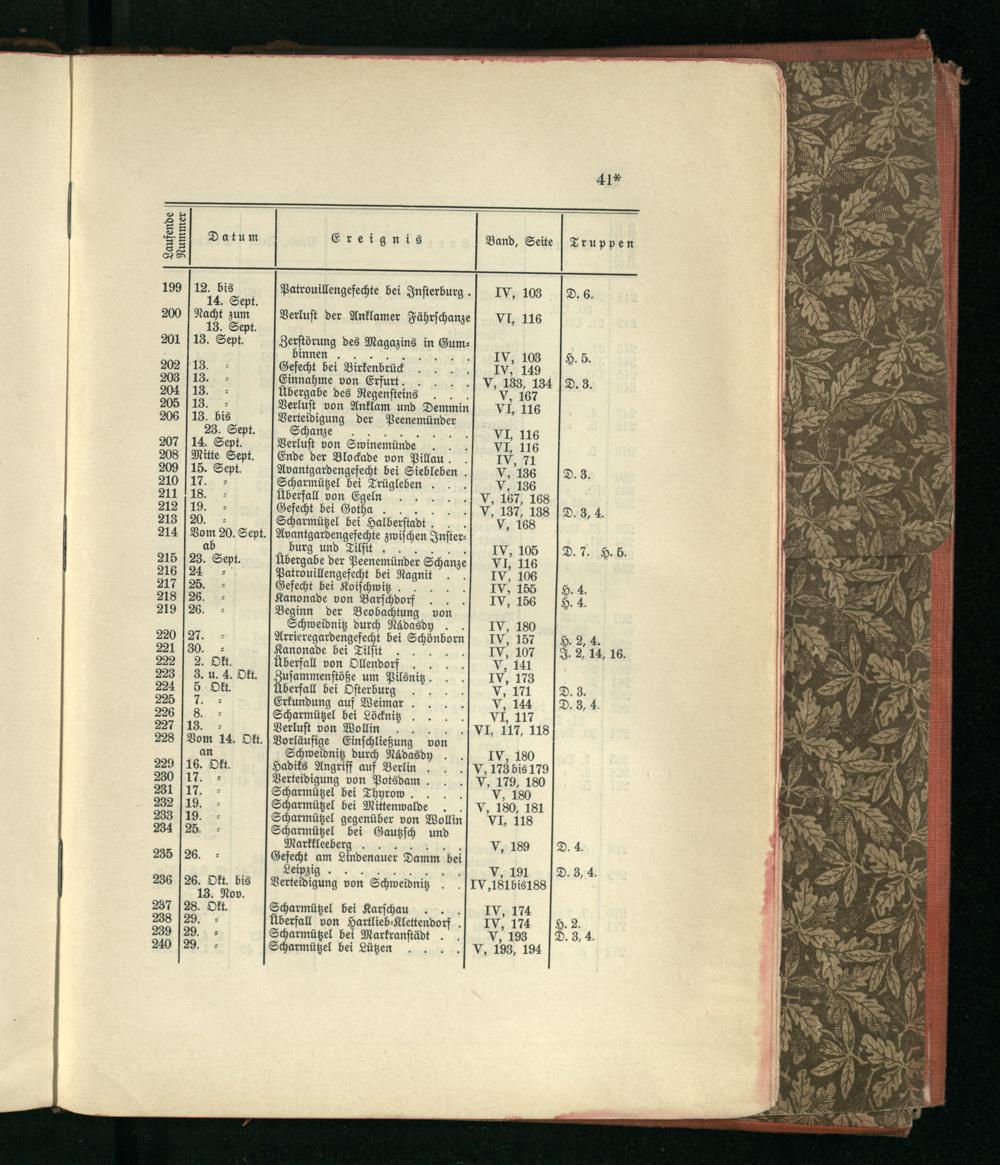 41*
Laufende Nummer Datum Ereignis Band, Seite Truppen
199 12. bis Patrouillengefechte bei Insterburg . IV, 103 D. 6.
14. Sept.
200 Nacht zum Verlust der Anklamer Fährschanze VI, 116
13. Sept.
201 13. Sept. Zerstörung des Magazins in Gum=
binnen . . . . . . . . . IV, 103 H. 5.
202 13. = Gefecht bei Birkenbrück . . . . IV, 149
203 13. = Einnahme von Erfurt . . . . . V, 133, 134 D. 3.
204 13. = Übergabe des Regensteins . . . V, 167
205 13. = Verlust von Anklam und Demmin VI, 116
206 13. bis Verteidigung der Peenemünder
23. Sept. Schanze . . . . . . . . VI, 116
207 14. Sept. Verlust von Swinemünde . . . VI, 116
208 Mitte Sept. Ende der Blockade von Pillau . . IV, 71
209 15. Sept. Avantgardengefecht bei Siebleben . V, 136 D. 3.
210 17. = Scharmützel bei Trügleben . . . V, 136
211 18. = Überfall von Egeln . . . . . V, 167, 168
212 19. = Gefecht bei Gotha . . . . . . V, 137, 138 D. 3, 4.
213 20. = Scharmützel bei Halberstadt . . . V, 168
214 Vom 20. Sept. Avantgardengefechte zwischen Inster=
ab burg und Tilsit . . . . . . IV, 105 D. 7. H. 5.
215 23. Sept. Übergabe der Peenemünder Schanze VI, 116
216 24 = Patrouillengefecht bei Ragnit . . IV, 106
217 25. = Gefecht bei Koischwitz . . . . . IV, 155 H. 4.
218 26. = Kanonade von Barschdorf . . . IV, 156 H. 4.
219 26. = Beginn der Beobachtung von
Schweidnitz durch Nádasdy . . IV, 180
220 27. = Arrieregardengefecht bei Schönborn IV, 157 H. 2, 4.
221 30. = Kanonade bei Tilsit . . . . . IV, 107 J. 2, 14, 16.
222 2. Okt. Überfall von Ollendorf . . . . V, 141
223 3. u. 4. Okt. Zusammenstöße um Pilsnitz . . . IV, 173
224 5 Okt. Überfall bei Osterburg . . . . V, 171 D. 3.
225 7. = Erkundung auf Weimar . . . . V, 144 D. 3, 4.
226 8. = Scharmützel bei Löcknitz . . . . VI, 117
227 13. = Verlust von Wollin . . . . . VI, 117, 118
228 Vom 14. Okt. Vorläufige Einschließung von
an Schweidnitz durch Nádasdy . . IV, 180
229 16. Okt. Hadiks Angriff auf Berlin . . . V, 173 bis 179
230 17. = Verteidigung von Potsdam . . . V, 179, 180
231 17. = Scharmützel bei Thyrow . . . . V, 180
232 19. = Scharmützel bei Mittenwalde . . V, 180, 181
233 19. = Scharmützel gegenüber von Wollin VI, 118
234 25. = Scharmützel bei Gautzsch und
Markkleeberg . . . . . . . V, 189 D. 4.
235 26. = Gefecht am Lindenauer Damm bei
Leipzig . . . . . . . . . V, 191 D. 3, 4.
236 26. Okt. bis Verteidigung von Schweidnitz . . IV, 181 bis 188
13. Nov.
237 28. Okt. Scharmützel bei Karschau . . . IV, 174
238 29. = Überfall von Hartlieb-Klettendorf . IV, 174 H. 2.
239 29. = Scharmützel bei Markranstädt . . V, 193 D. 3, 4.
240 29. = Scharmützel bei Lützen . . . . V, 193, 194